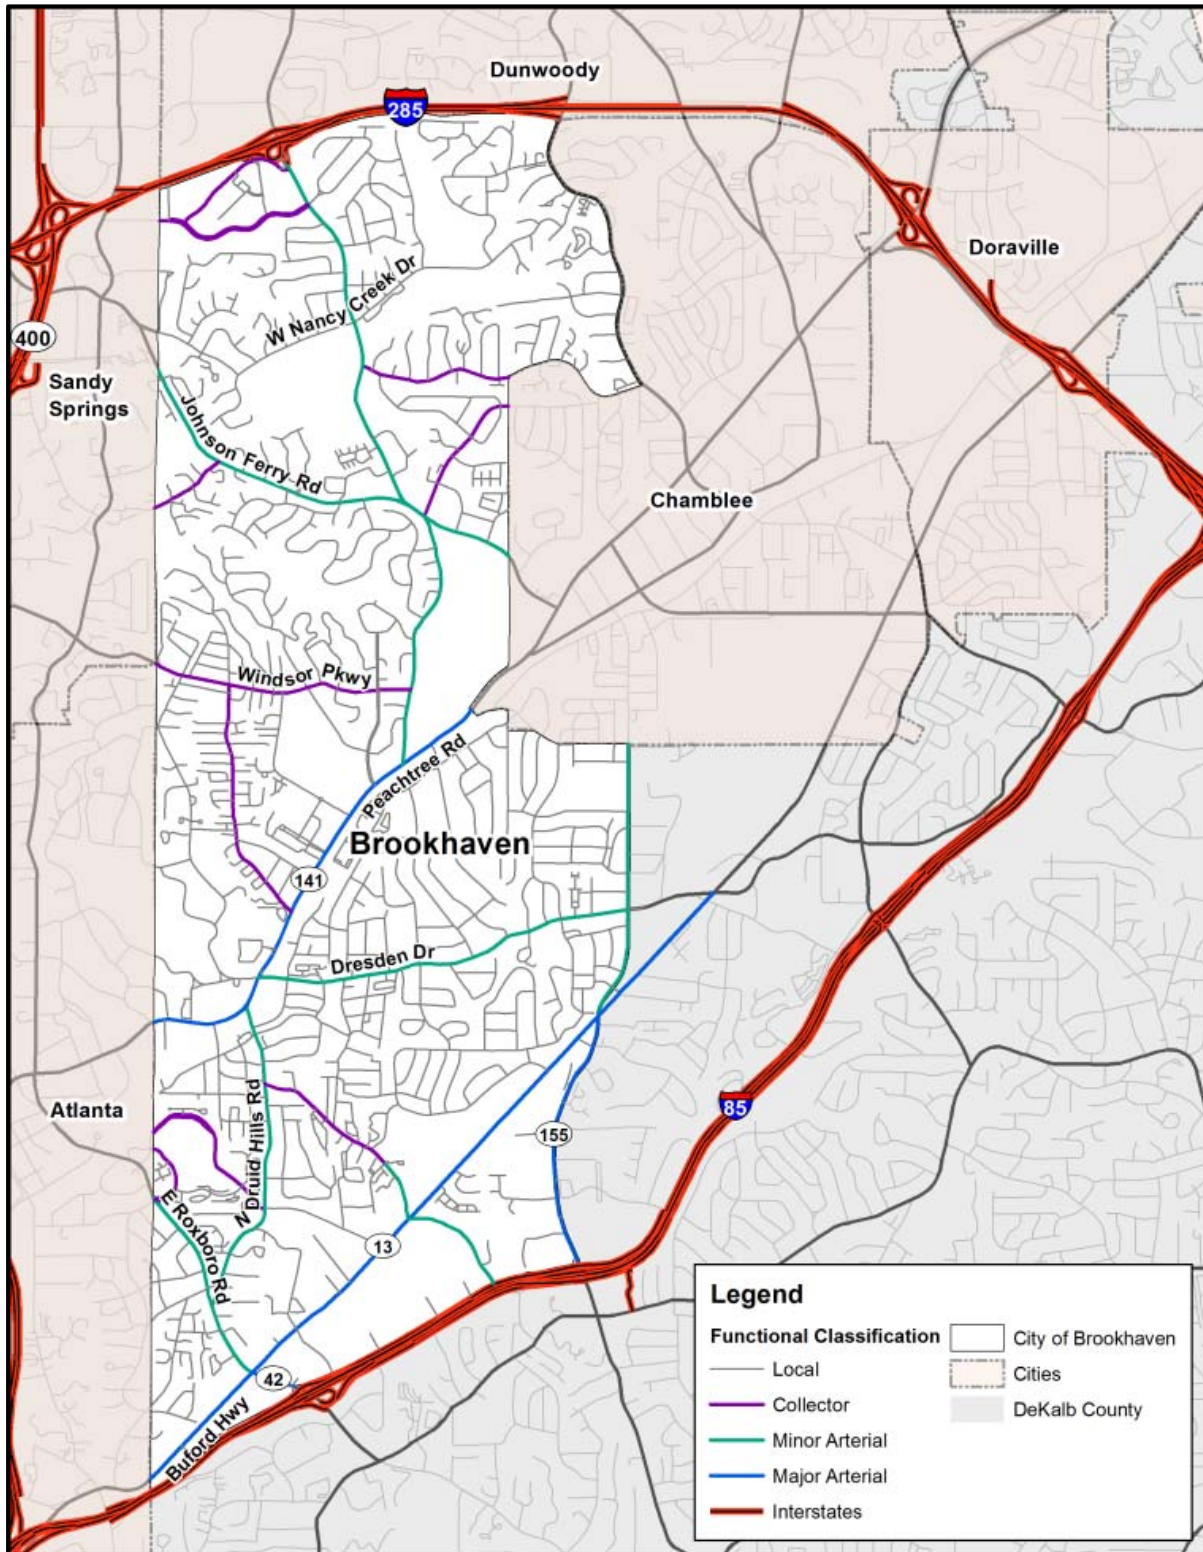 Dunwoody
285
Doraville
W Nancy Creek Dr
400
Sandy
Springs
Johnson Ferry Rd
Chamblee
Windsor Pkwy
Peachtree Rd
Brookhaven
141
Dresden Dr
Atlanta
N Druid Hills Rd
85
155
E Roxboro Rd
13
42
Buford Hwy
Legend
Functional Classification
Local
Collector
Minor Arterial
Major Arterial
Interstates
City of Brookhaven
Cities
DeKalb County